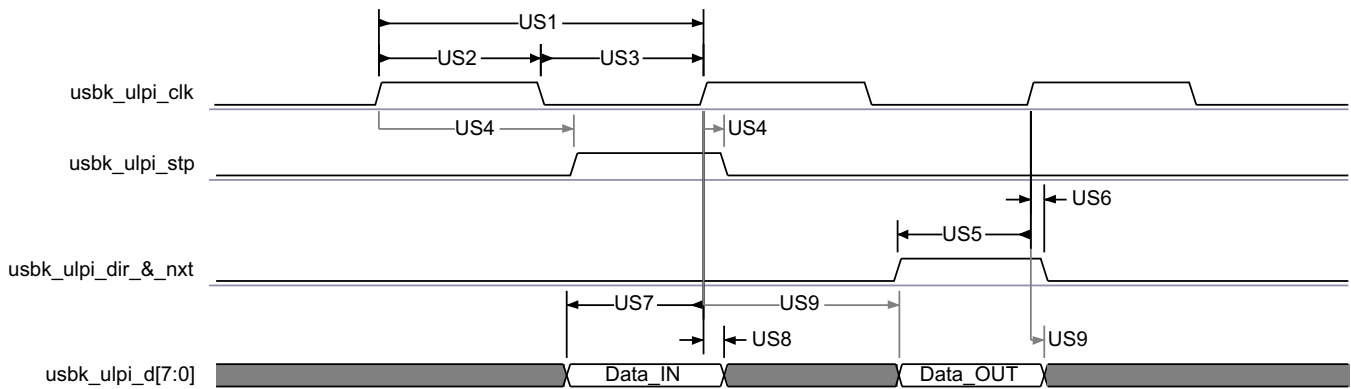 US1
US2 US3
usbk_ulpi_clk
US4 US4
usbk_ulpi_stp
US6
US5
usbk_ulpi_dir_&_nxt
US7 US9
US8 US9
usbk_ulpi_d[7:0] Data_IN Data_OUT